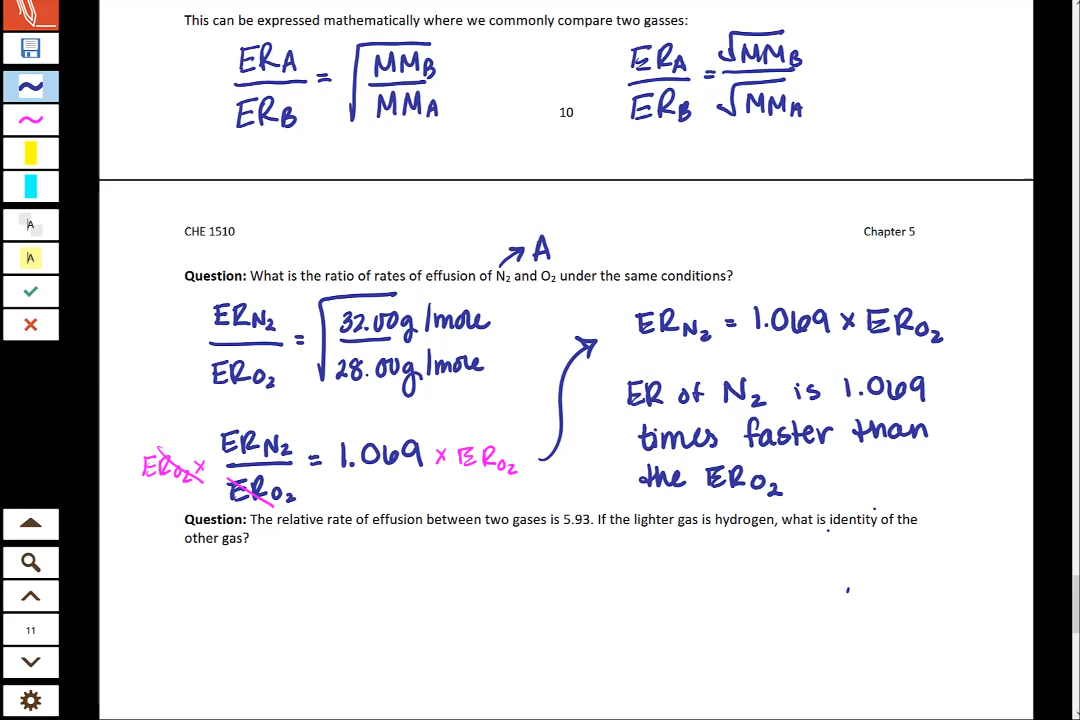 This can be expressed mathematically where we commonly compare two gasses:
ERA / ERB = √(MMB / MMA)
ERA / ERB = √MMB / √MMA
10
CHE 1510
Chapter 5
A
Question: What is the ratio of rates of effusion of N₂ and O₂ under the same conditions?
ERN₂ / ERO₂ = √(32.00g/mole / 28.00g/mole)
ERO₂ × ERN₂ / ERO₂ = 1.069 × ERO₂
ERN₂ = 1.069 × ERO₂
ER of N₂ is 1.069
times faster than
the ERO₂
Question: The relative rate of effusion between two gases is 5.93. If the lighter gas is hydrogen, what is identity of the
other gas?
A
A
11